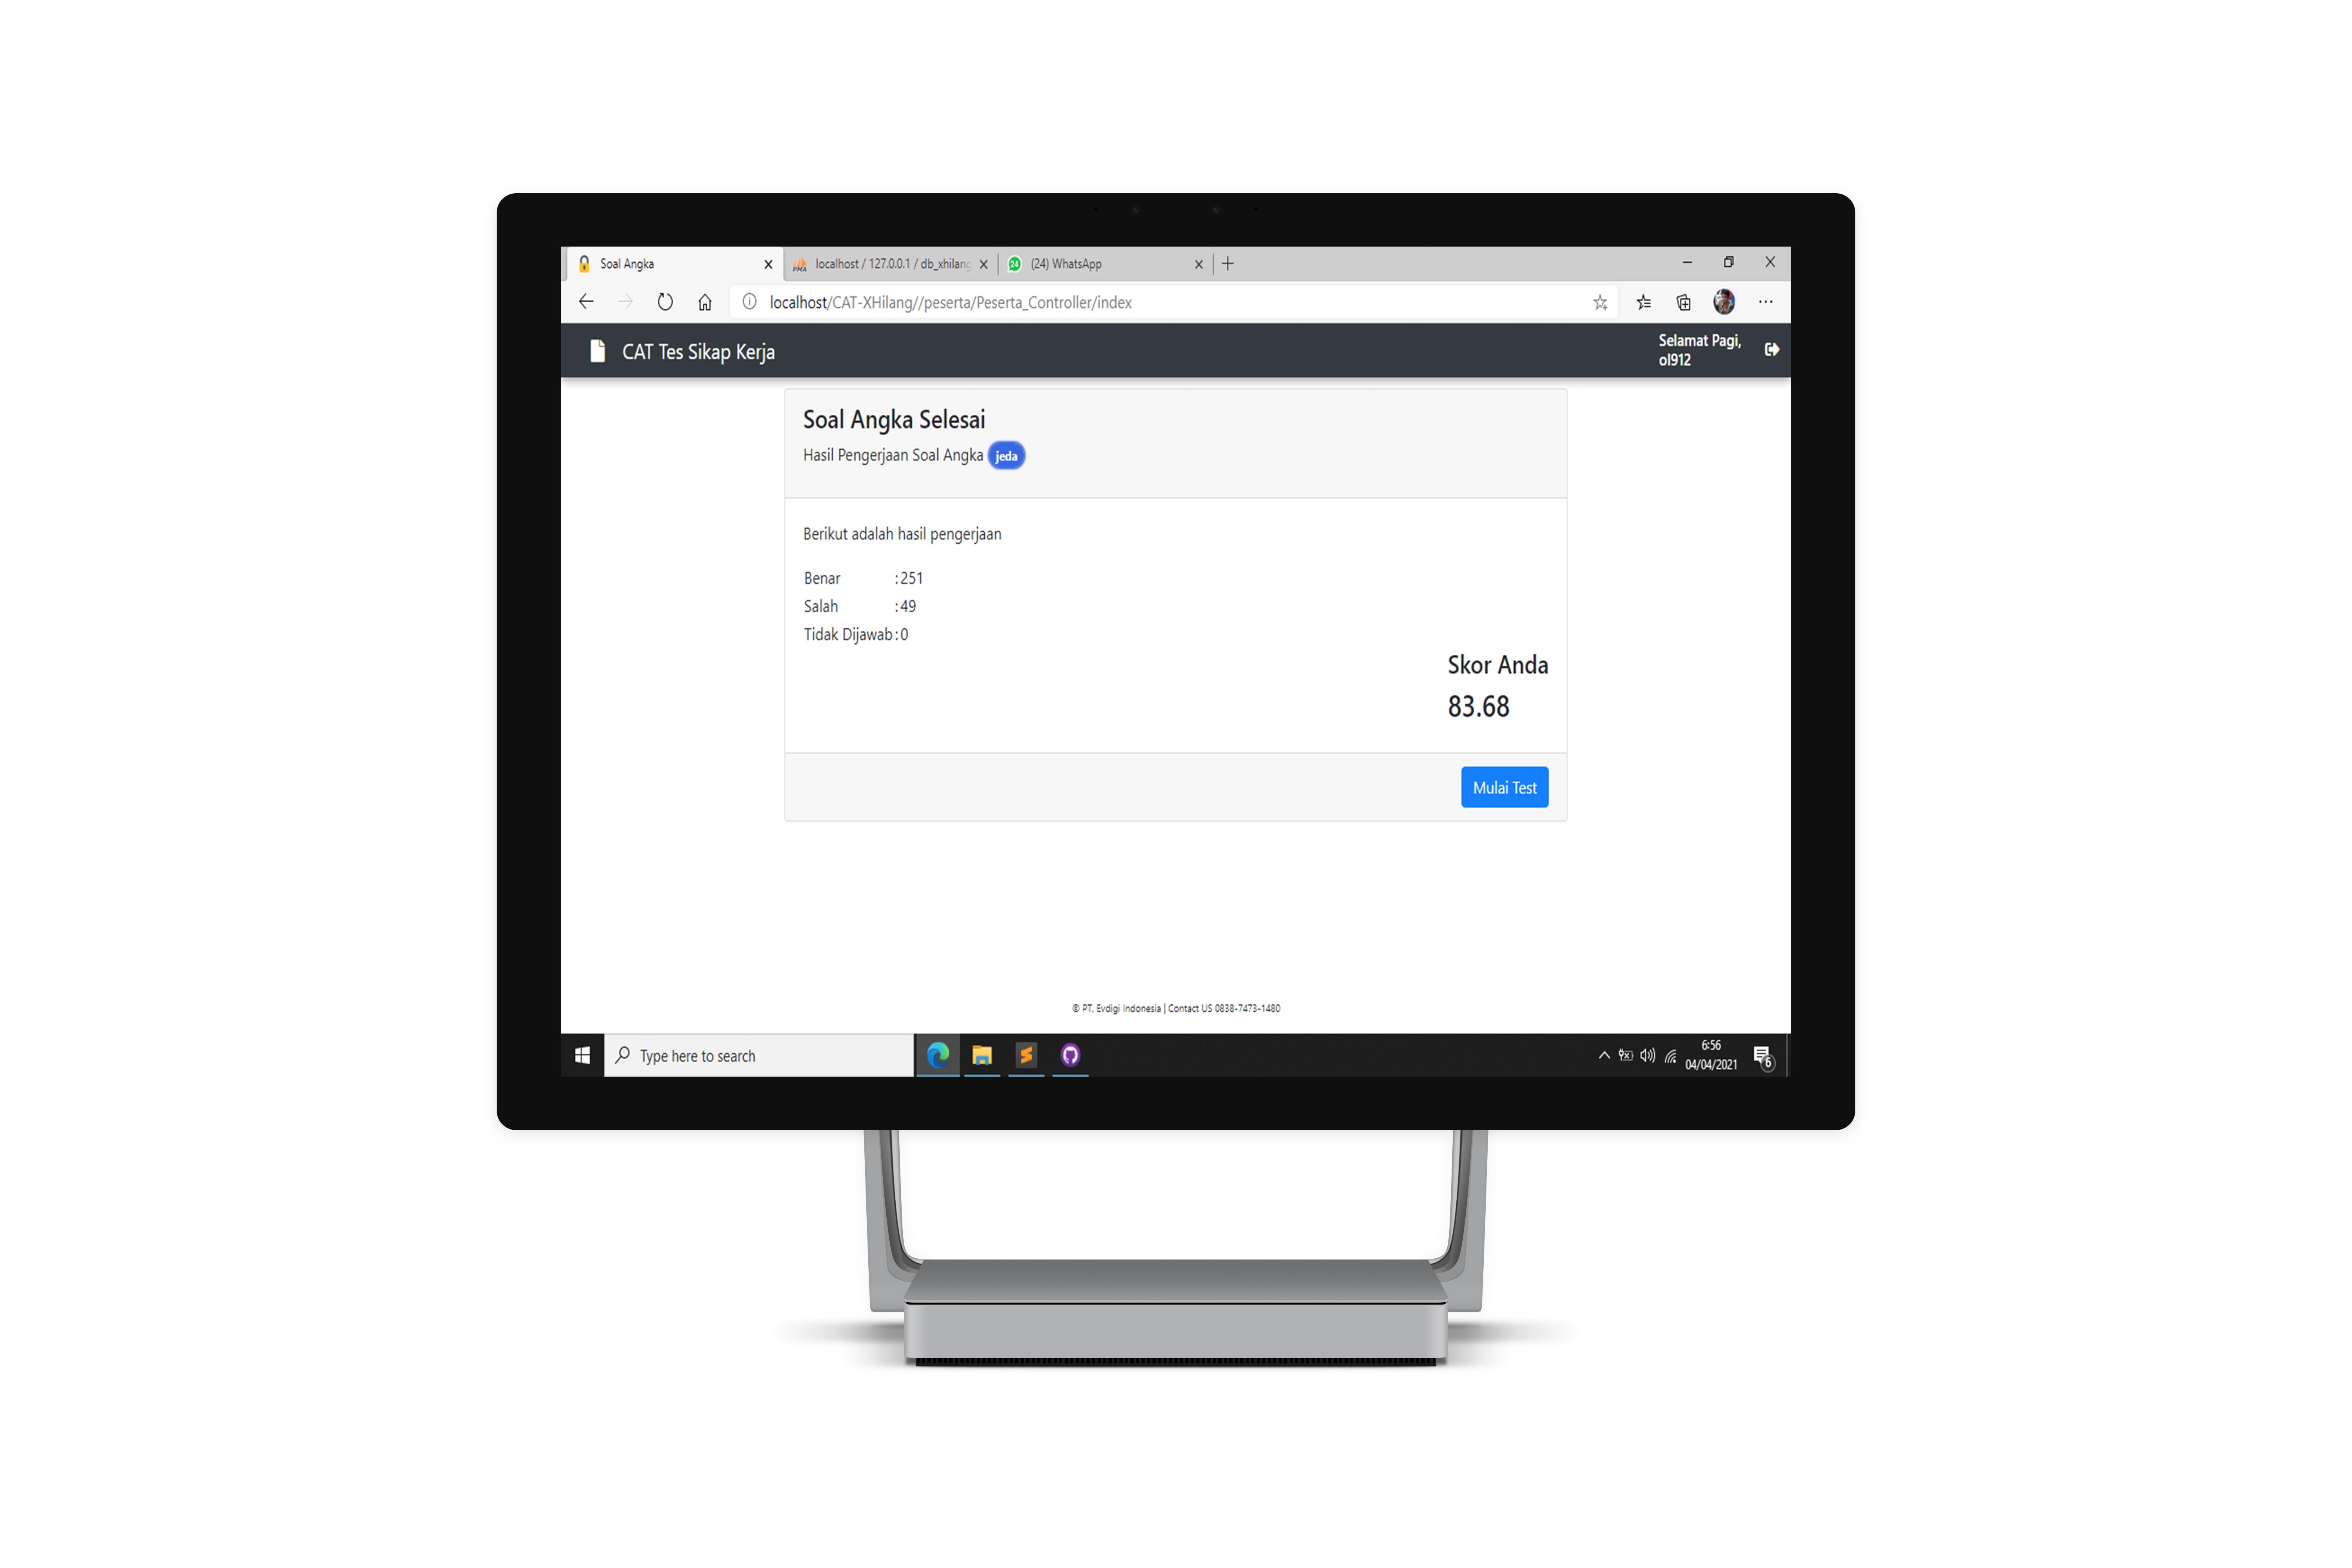 Soal Angka
localhost / 127.0.0.1 / db_xhilang
(24) WhatsApp
localhost/CAT-XHilang//peserta/Peserta_Controller/index
CAT Tes Sikap Kerja
Selamat Pagi,
ol912
Soal Angka Selesai
Hasil Pengerjaan Soal Angka jeda
Berikut adalah hasil pengerjaan
Benar : 251
Salah : 49
Tidak Dijawab : 0
Skor Anda
83.68
Mulai Test
© PT. Evdigi Indonesia | Contact US 0838-7473-1480
Type here to search
6:56
04/04/2021
6